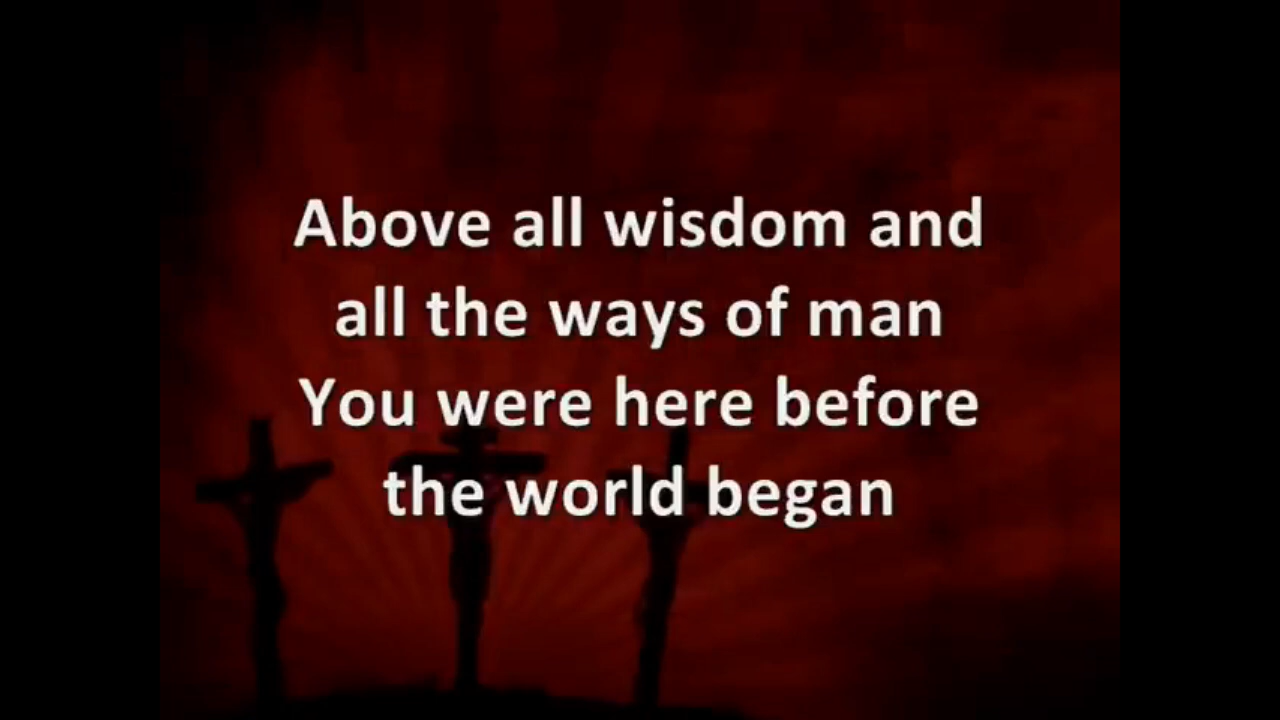 Above all wisdom and
all the ways of man
You were here before
the world began